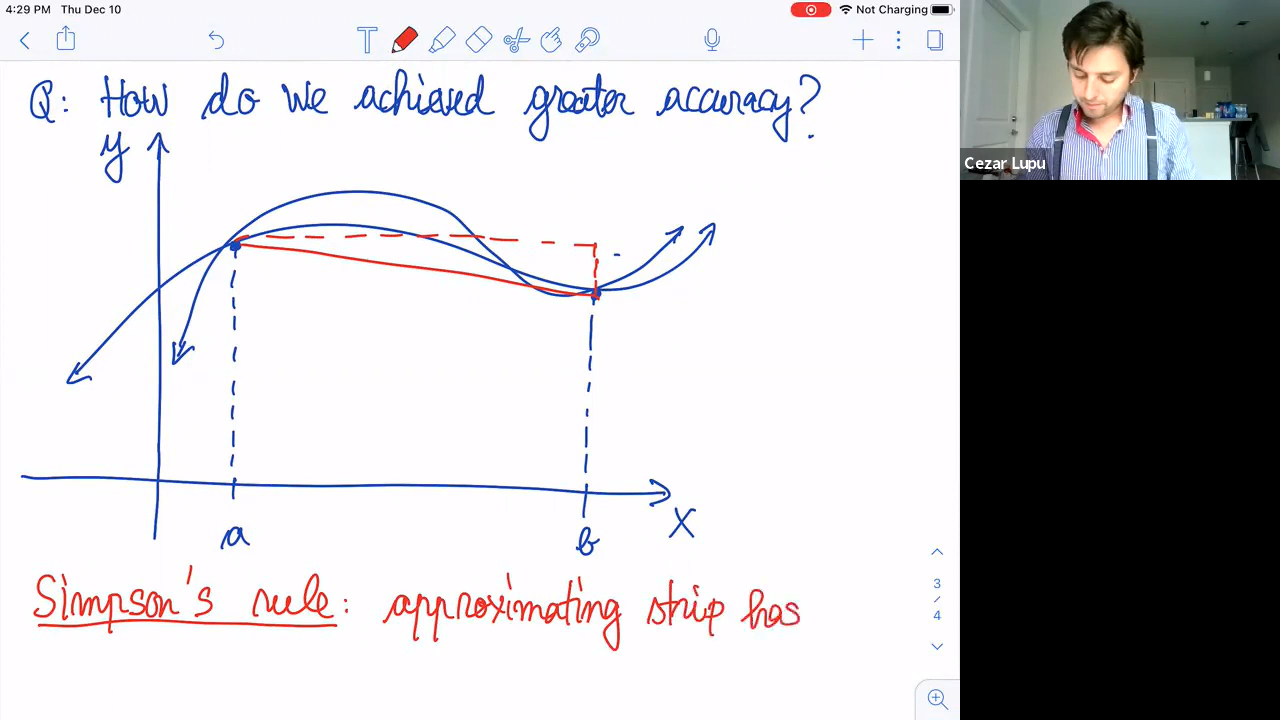 4:29 PM Thu Dec 10
Not Charging
T
Q: How do we achieved greater accuracy?
y
Cezar Lupu
a
b
X
3
/
4
Simpson's rule: approximating strip has